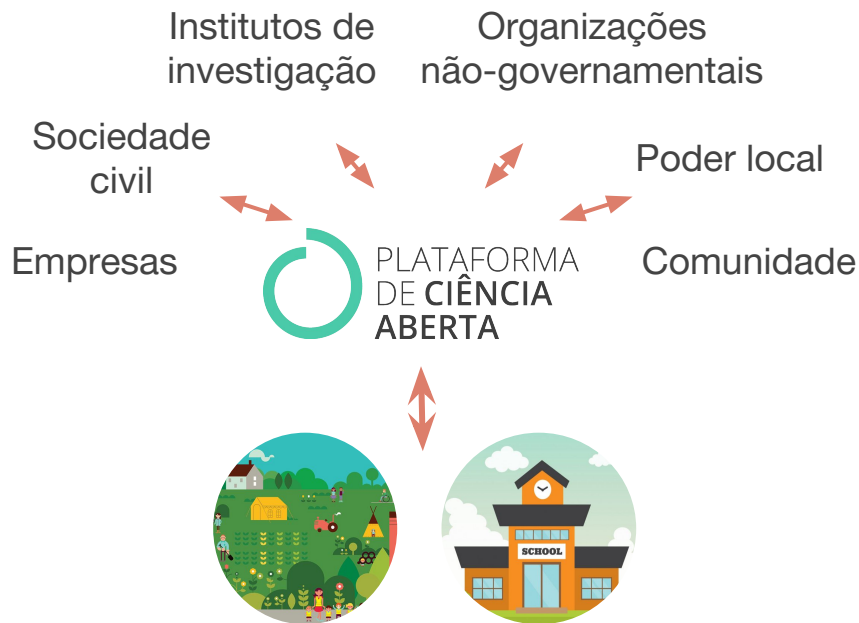 Institutos de
investigação
Organizações
não-governamentais
Sociedade
civil
Poder local
Empresas
PLATAFORMA
DE CIÊNCIA
ABERTA
Comunidade
SCHOOL